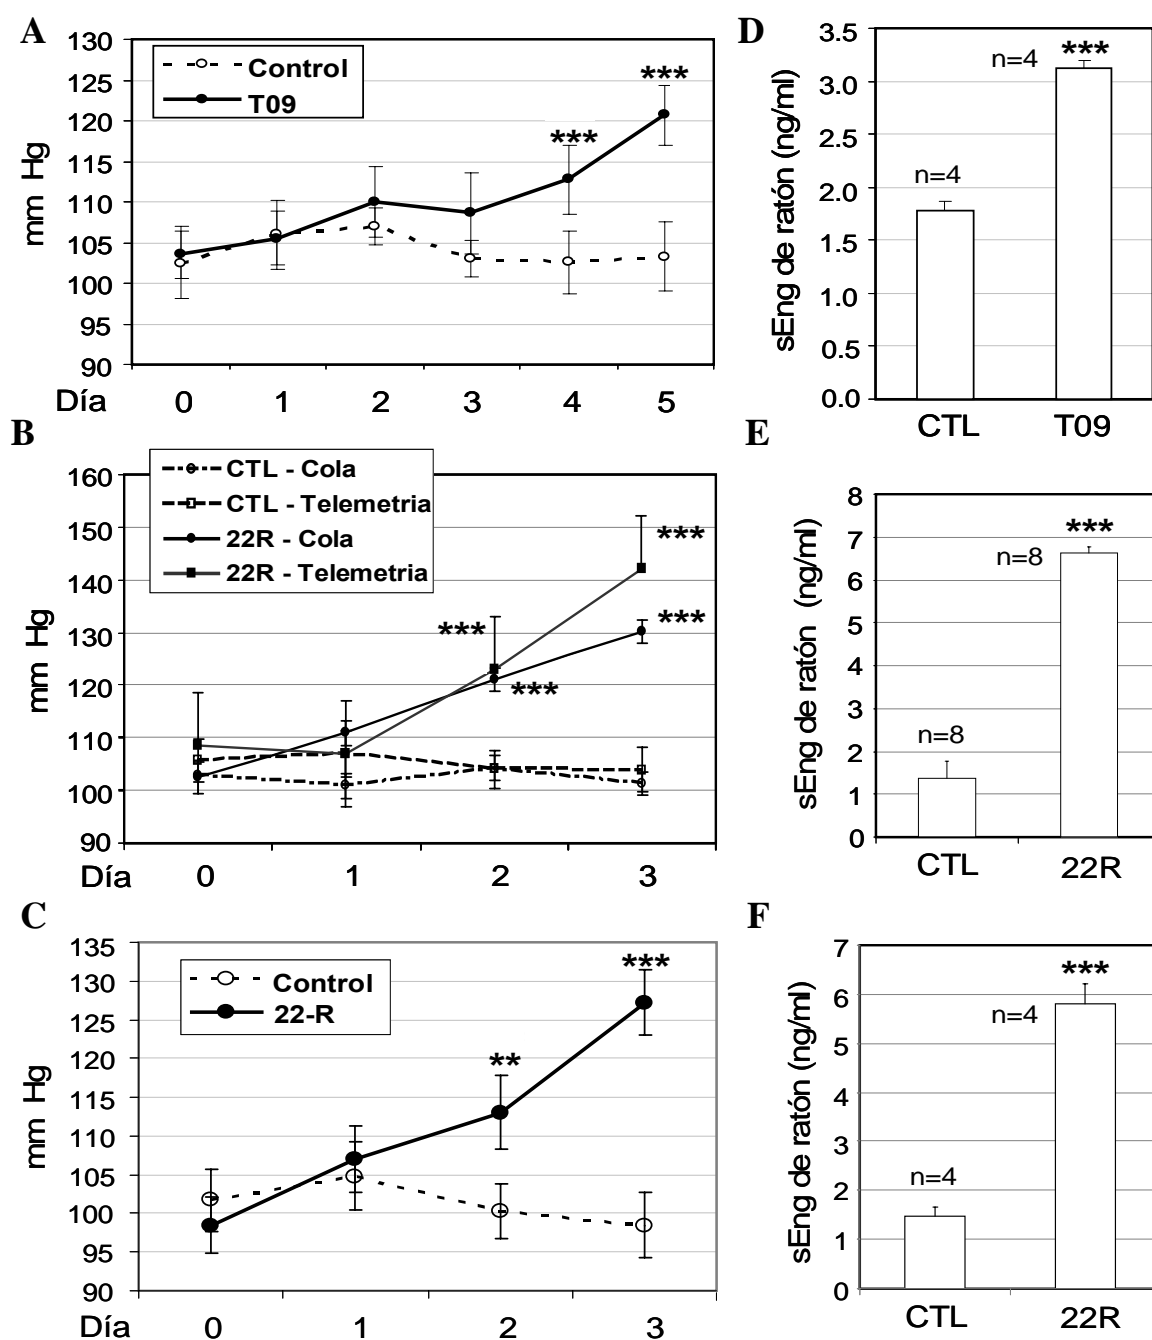 A
130
125
120
115
110
105
100
95
90
mm Hg
Control
T09
***
***
Día 0 1 2 3 4 5
D
3.5
3.0
2.5
2.0
1.5
1.0
0.5
0.0
sEng de ratón (ng/ml)
n=4
***
n=4
CTL T09
B
160
150
140
130
120
110
100
90
mm Hg
CTL - Cola
CTL - Telemetria
22R - Cola
22R - Telemetria
***
***
***
***
Día 0 1 2 3
E
8
7
6
5
4
3
2
1
0
sEng de ratón (ng/ml)
***
n=8
n=8
CTL 22R
C
135
130
125
120
115
110
105
100
95
90
mm Hg
Control
22-R
***
**
Día 0 1 2 3
F
7
6
5
4
3
2
1
0
sEng de ratón (ng/ml)
***
n=4
n=4
CTL 22R